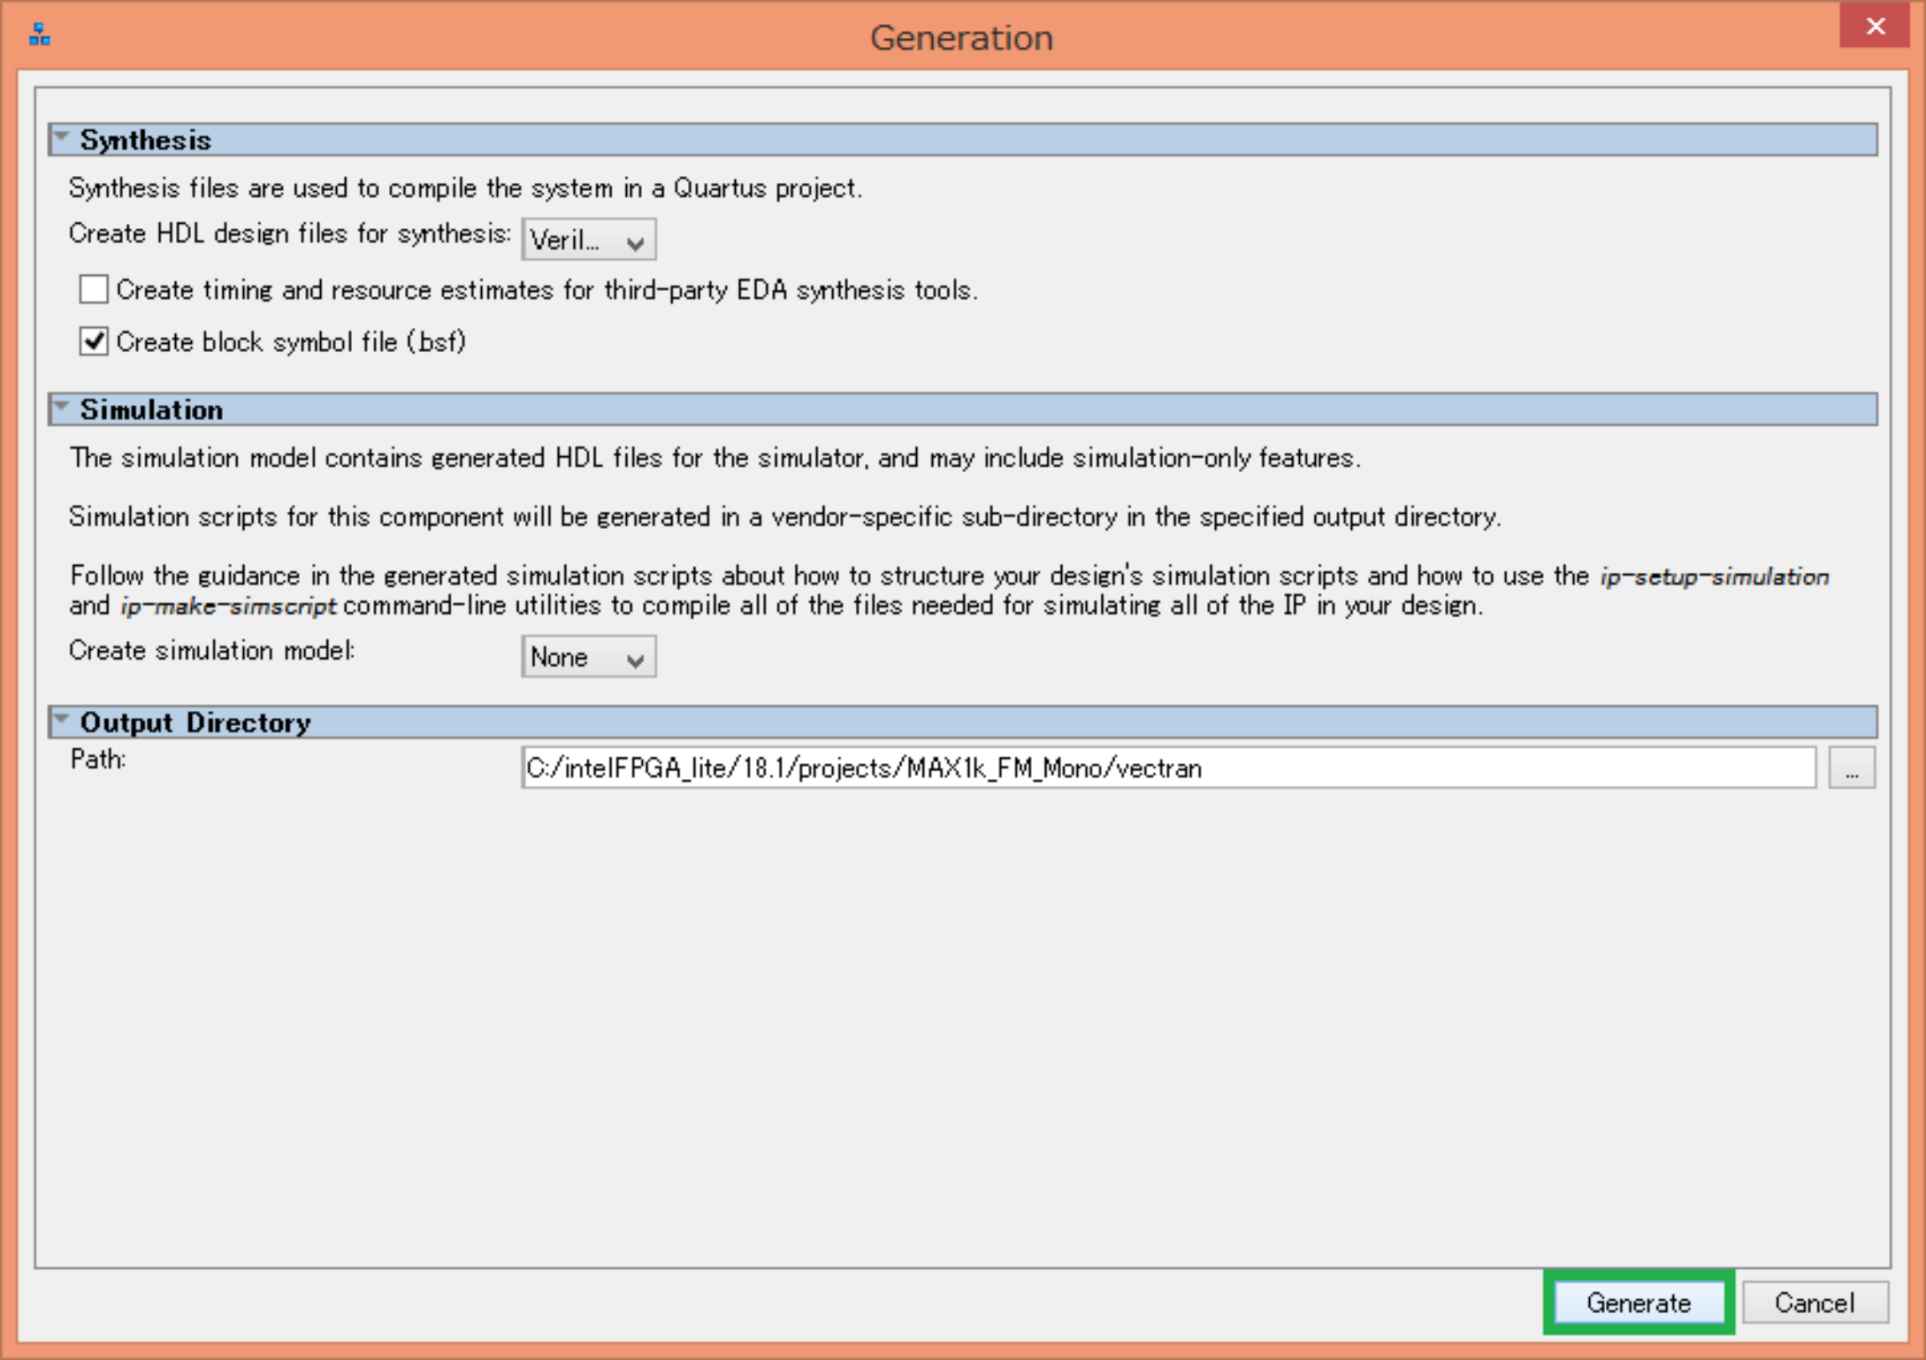 Generation
Synthesis
Synthesis files are used to compile the system in a Quartus project.
Create HDL design files for synthesis: Veril...
Create timing and resource estimates for third-party EDA synthesis tools.
Create block symbol file (.bsf)
Simulation
The simulation model contains generated HDL files for the simulator, and may include simulation-only features.
Simulation scripts for this component will be generated in a vendor-specific sub-directory in the specified output directory.
Follow the guidance in the generated simulation scripts about how to structure your design's simulation scripts and how to use the ip-setup-simulation
and ip-make-simscript command-line utilities to compile all of the files needed for simulating all of the IP in your design.
Create simulation model: None
Output Directory
Path: C:/intelFPGA_lite/18.1/projects/MAX1k_FM_Mono/vectran ...
Generate Cancel